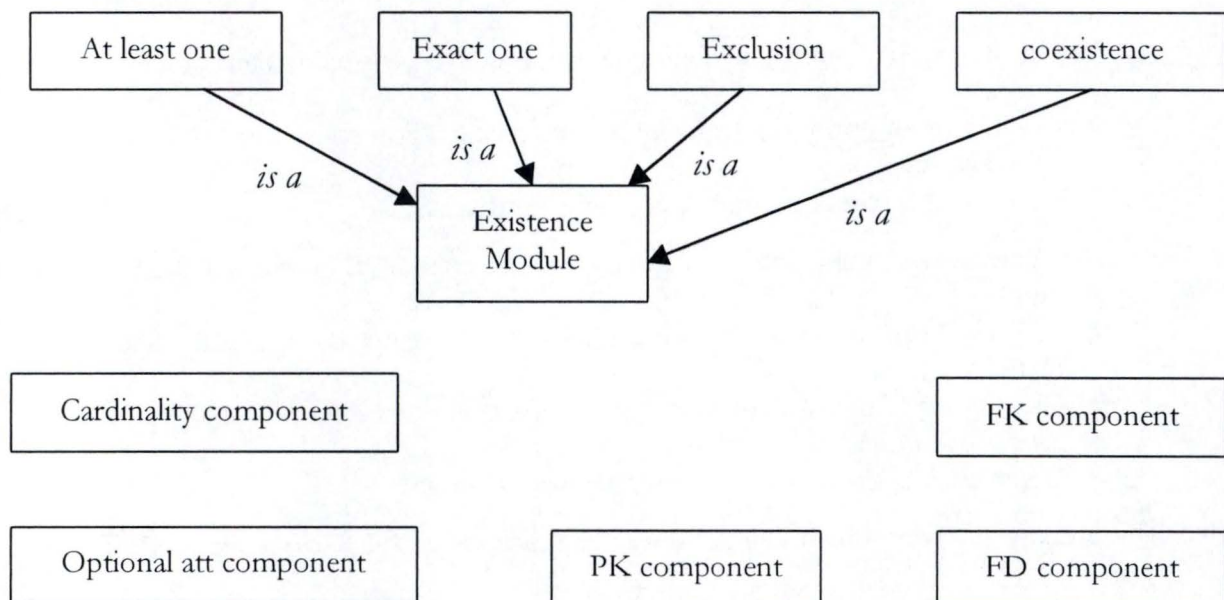 At least one
Exact one
Exclusion
coexistence
is a
is a
is a
is a
Existence
Module
Cardinality component
FK component
Optional att component
PK component
FD component